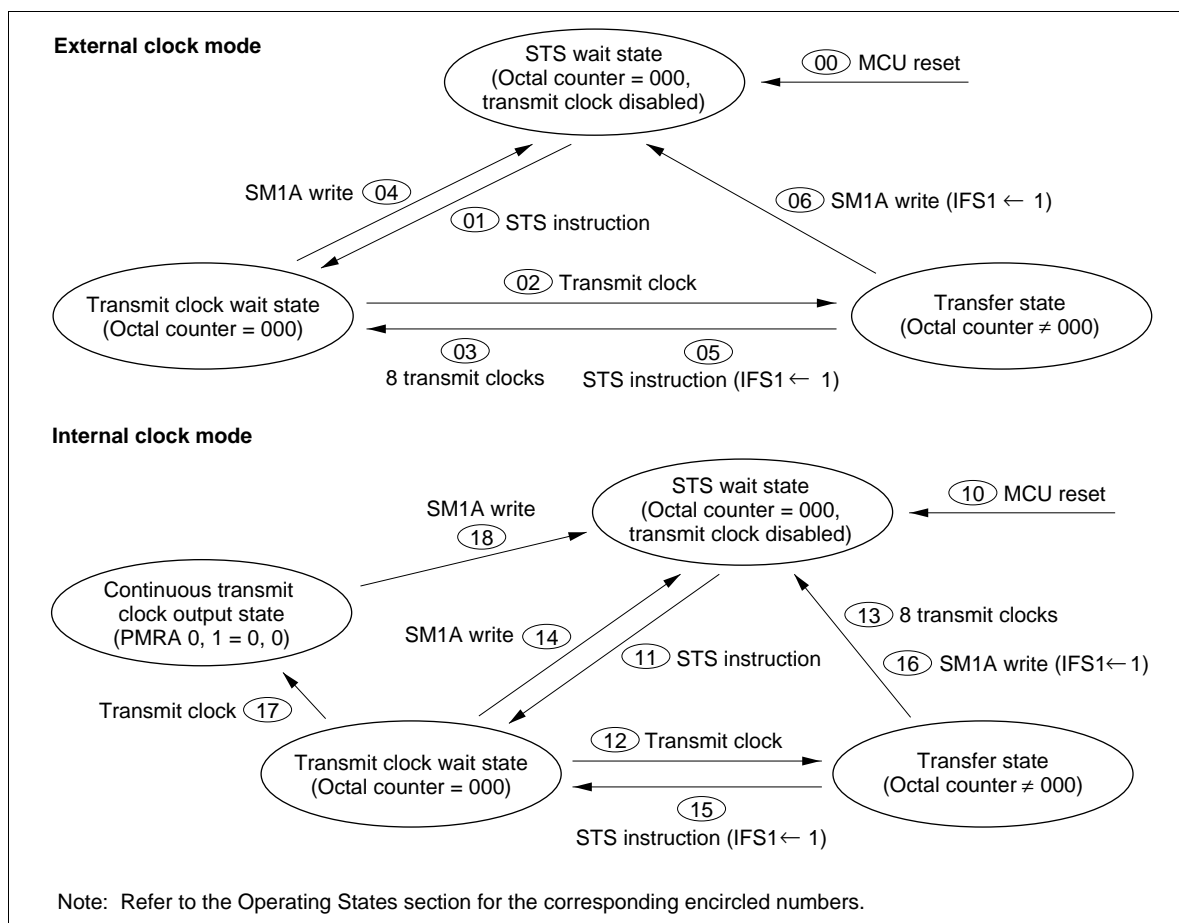 External clock mode
STS wait state
(Octal counter = 000,
transmit clock disabled)
00 MCU reset
SM1A write 04
01 STS instruction
06 SM1A write (IFS1 ← 1)
Transmit clock wait state
(Octal counter = 000)
02 Transmit clock
Transfer state
(Octal counter ≠ 000)
03
8 transmit clocks
05
STS instruction (IFS1 ← 1)
Internal clock mode
STS wait state
(Octal counter = 000,
transmit clock disabled)
10 MCU reset
SM1A write
18
Continuous transmit
clock output state
(PMRA 0, 1 = 0, 0)
SM1A write 14
11 STS instruction
13 8 transmit clocks
16 SM1A write (IFS1← 1)
Transmit clock 17
Transmit clock wait state
(Octal counter = 000)
12 Transmit clock
Transfer state
(Octal counter ≠ 000)
15
STS instruction (IFS1← 1)
Note: Refer to the Operating States section for the corresponding encircled numbers.